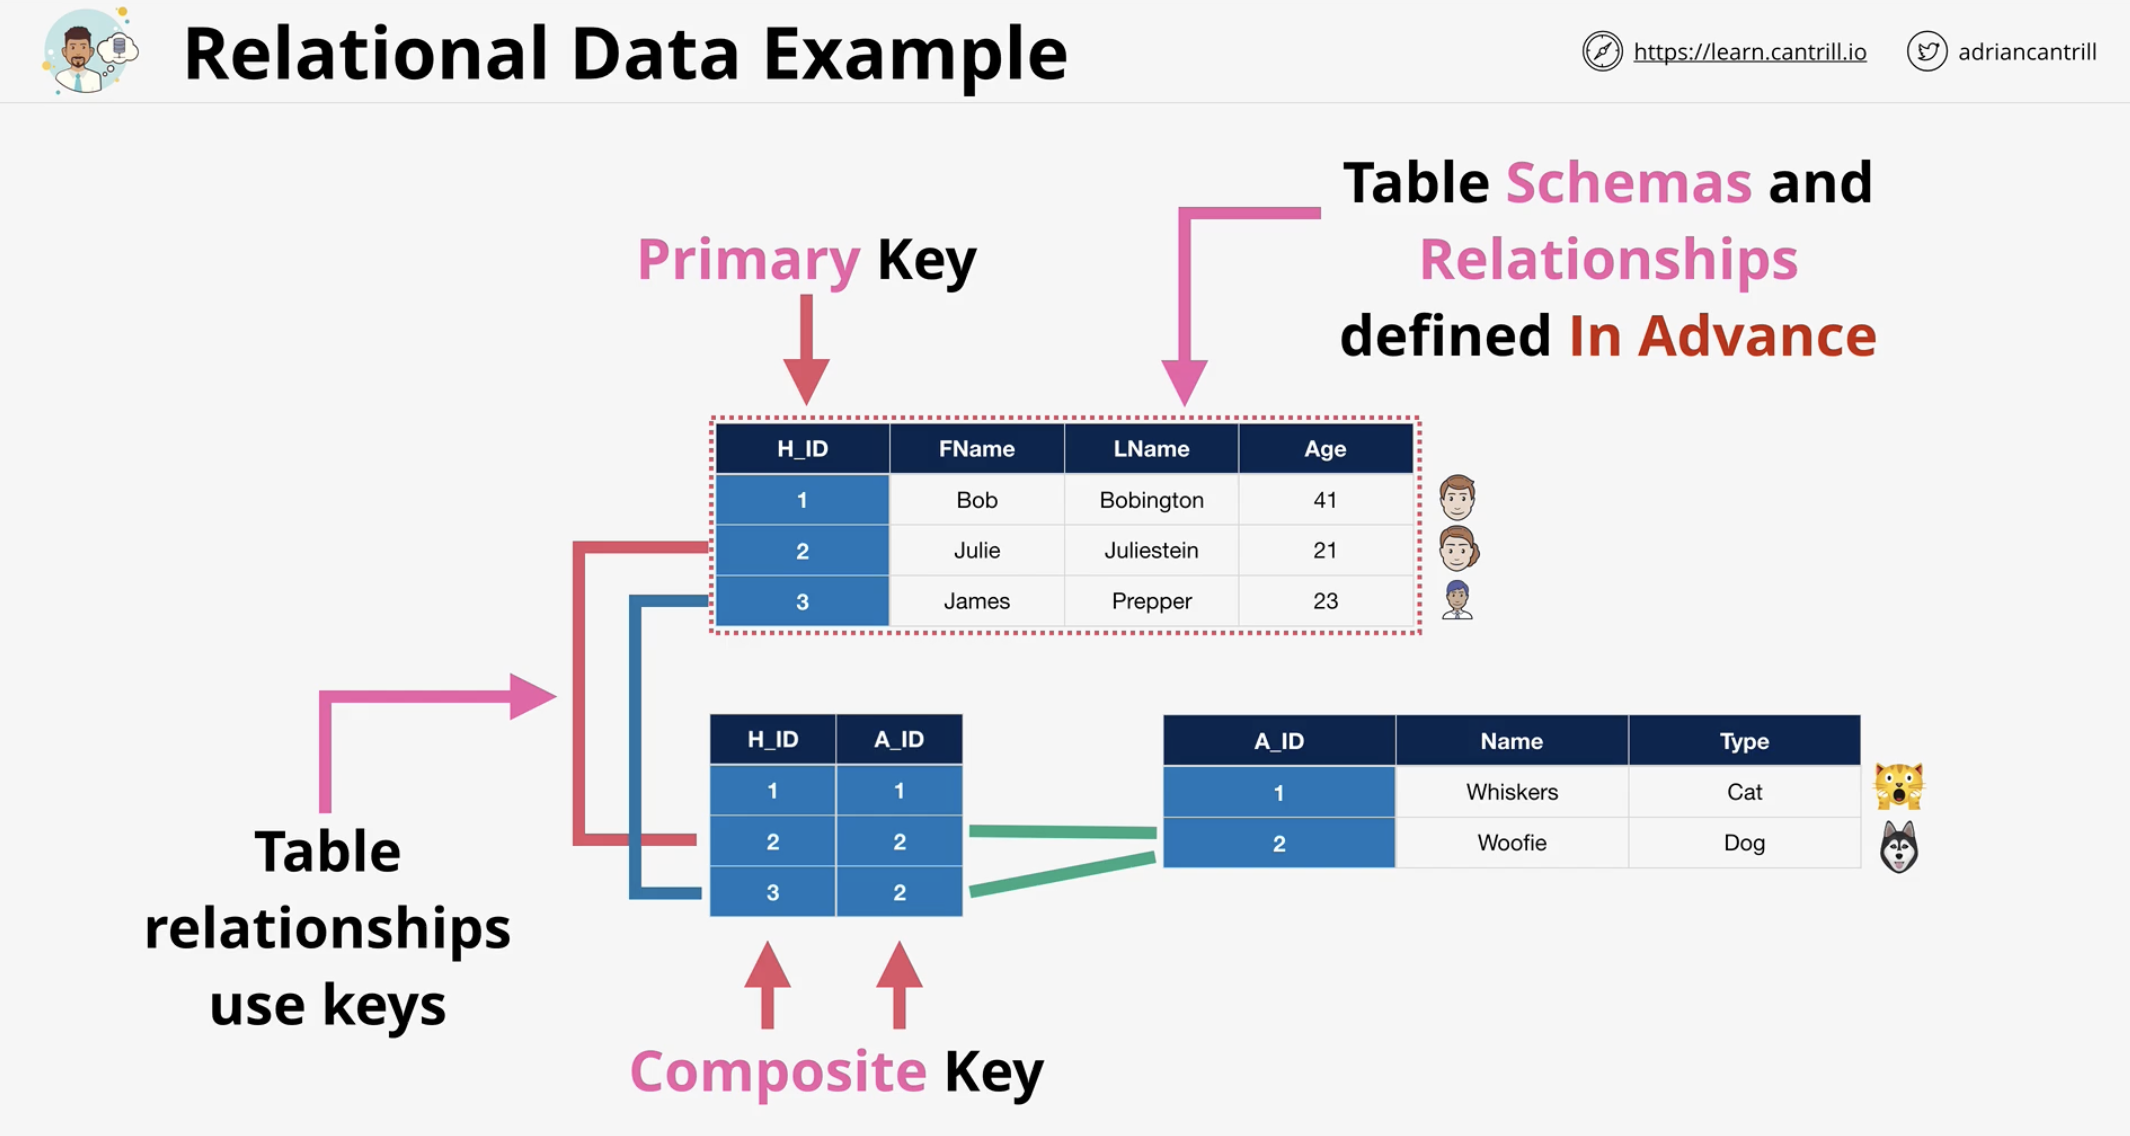 Relational Data Example
https://learn.cantrill.io
adriancantrill
Table Schemas and
Relationships
defined In Advance
Primary Key
H_ID FName LName Age
1 Bob Bobington 41
2 Julie Juliestein 21
3 James Prepper 23
H_ID A_ID
1 1
2 2
3 2
A_ID Name Type
1 Whiskers Cat
2 Woofie Dog
Table
relationships
use keys
Composite Key